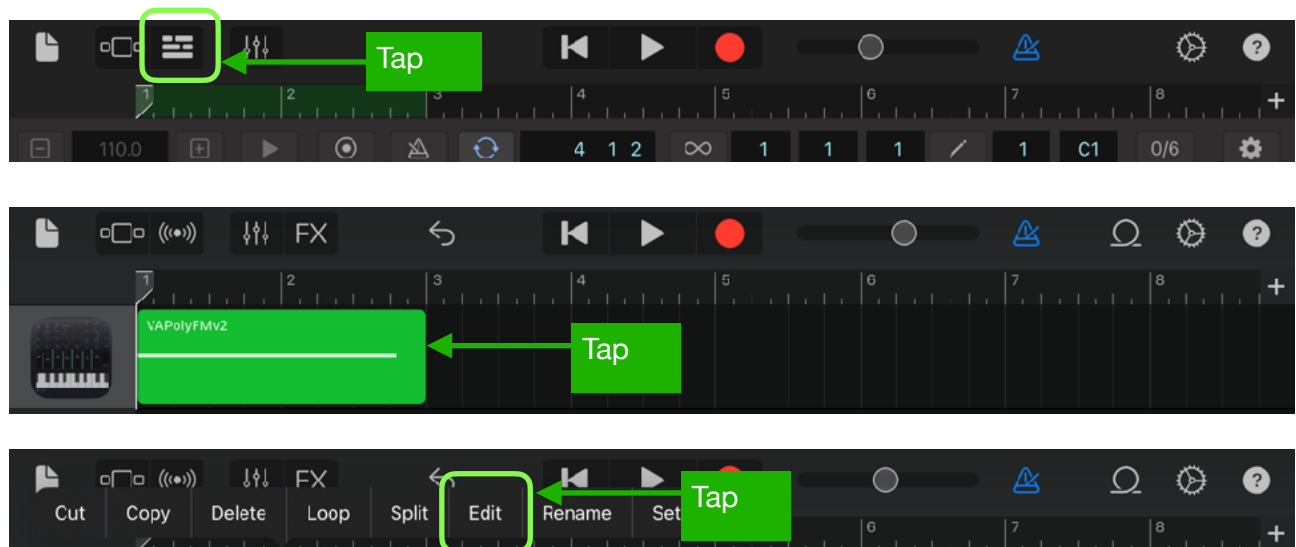 Tap
?
1 2 3 4 5 6 7 8 +
110.0 4 1 2 1 1 1 1 C1 0/6
FX ?
1 2 3 4 5 6 7 8 +
VAPolyFMv2
Tap
FX ?
Tap
Cut Copy Delete Loop Split Edit Rename Set
6 7 8 +